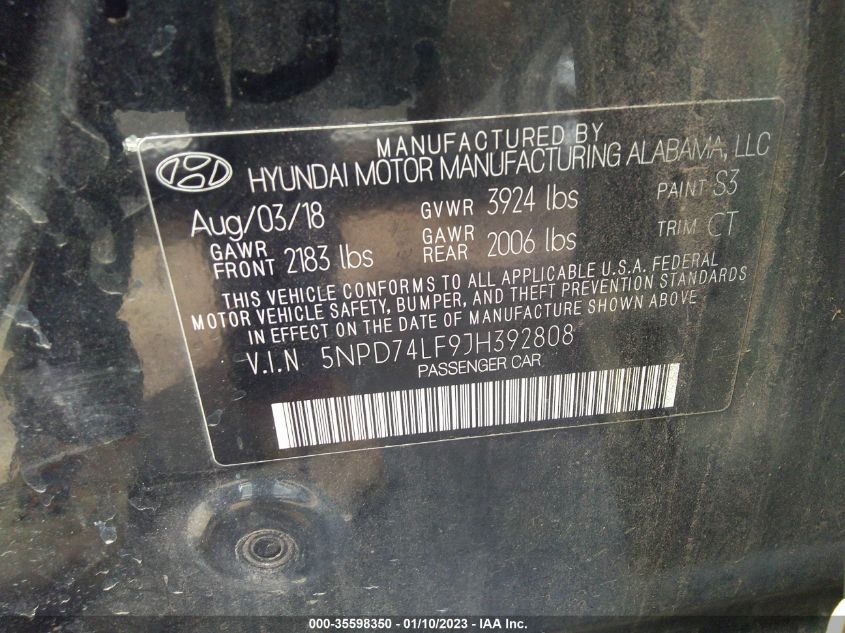 MANUFACTURED BY
HYUNDAI MOTOR MANUFACTURING ALABAMA, LLC
Aug/03/18 GVWR 3924 lbs PAINT S3
GAWR FRONT 2183 lbs GAWR REAR 2006 lbs TRIM CT
THIS VEHICLE CONFORMS TO ALL APPLICABLE U.S.A. FEDERAL
MOTOR VEHICLE SAFETY, BUMPER, AND THEFT PREVENTION STANDARDS
IN EFFECT ON THE DATE OF MANUFACTURE SHOWN ABOVE
V.I.N 5NPD74LF9JH392808
PASSENGER CAR
000-35598350 - 01/10/2023 - IAA Inc.